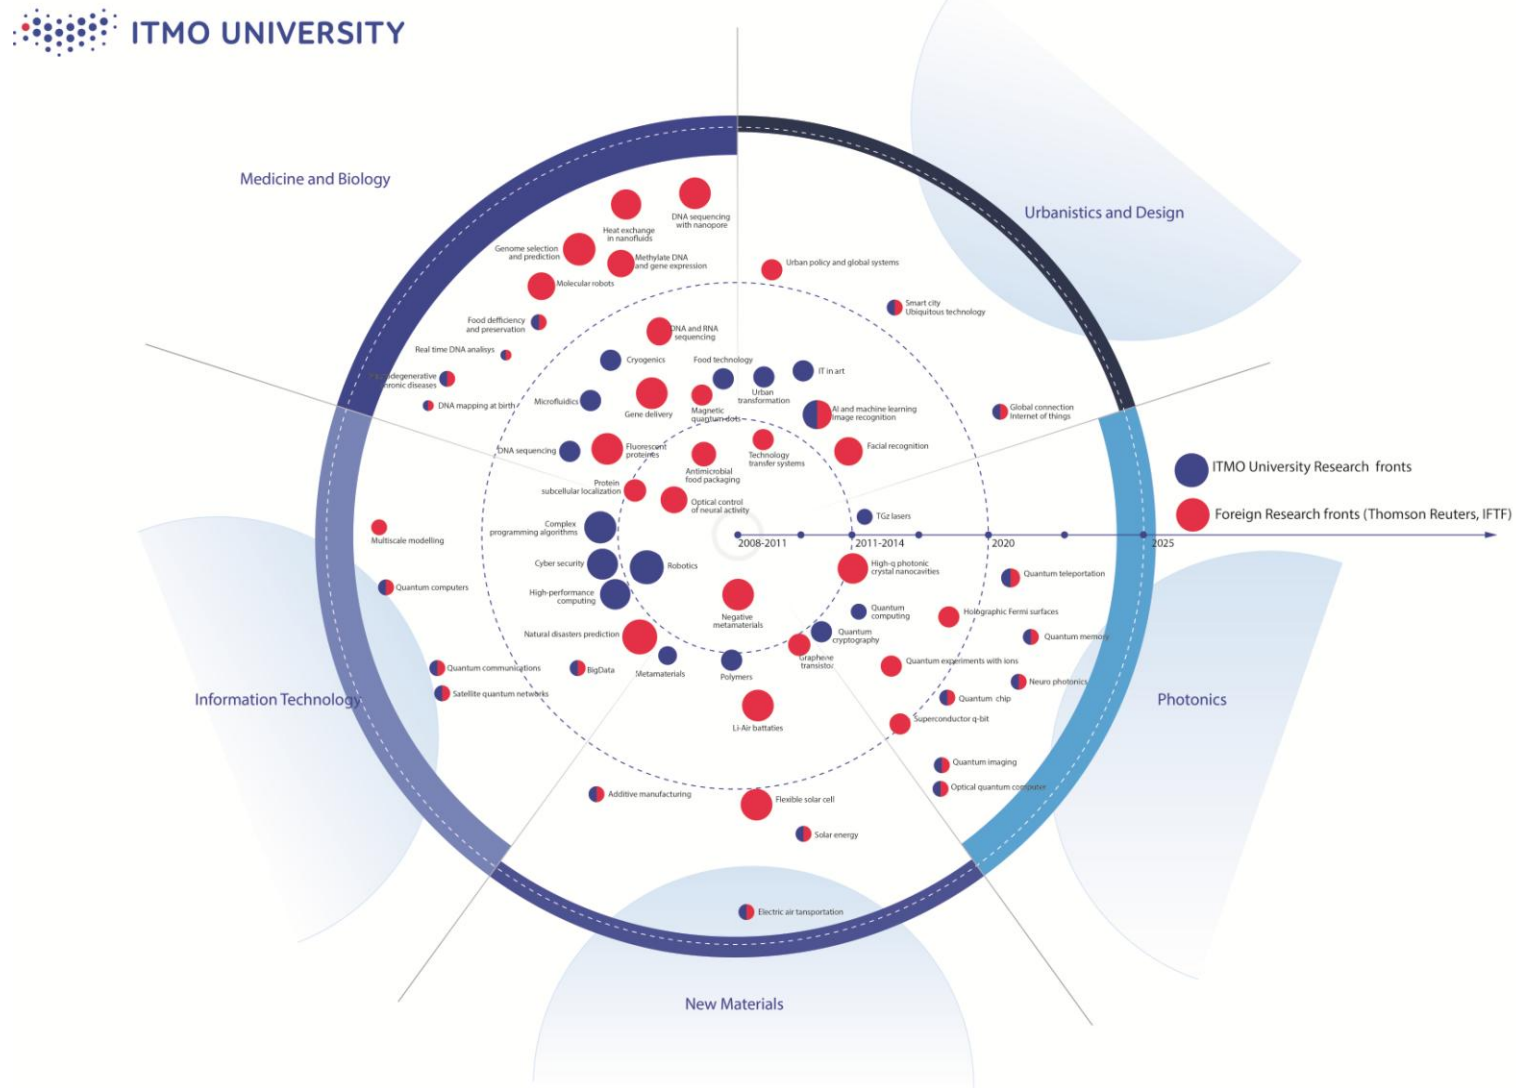 ITMO UNIVERSITY
Medicine and Biology
Urbanistics and Design
DNA sequencing
with nanopore
Heat exchange
in nanofluids
Genome selection
and prediction
Methylate DNA
and gene expression
Molecular robots
Food defficiency
and preservation
Real time DNA analisys
chronic diseases
DNA mapping at birth
DNA and RNA
sequencing
Cryogenics
Food technology
Microfluidics
Gene delivery
Magnetic
quantum dots
DNA sequencing
Fluorescent
proteines
Antimicrobial
food packaging
Protein
subcellular localization
Optical control
of neural activity
Urban policy and global systems
Smart city
Ubiquitous technology
IT in art
Urban
transformation
AI and machine learning
Image recognition
Global connection
Internet of things
Facial recognition
Technology
transfer systems
ITMO University Research fronts
Foreign Research fronts (Thomson Reuters, IFTF)
TGz lasers
2008-2011
2011-2014
2020
2025
Complex
programming algorithms
Multiscale modelling
Cyber security
Robotics
Quantum computers
High-performance
computing
Natural disasters prediction
Quantum communications
BigData
Satellite quantum networks
Information Technology
High-q photonic
crystal nanocavities
Quantum teleportation
Quantum
computing
Holographic Fermi surfaces
Quantum
cryptography
Quantum memory
Quantum experiments with ions
Neuro photonics
Quantum chip
Superconductor q-bit
Quantum imaging
Optical quantum computer
Photonics
Negative
metamaterials
Graphene
transistor
Metamaterials
Polymers
Li-Air battaties
Additive manufacturing
Flexible solar cell
Solar energy
Electric air tansportation
New Materials